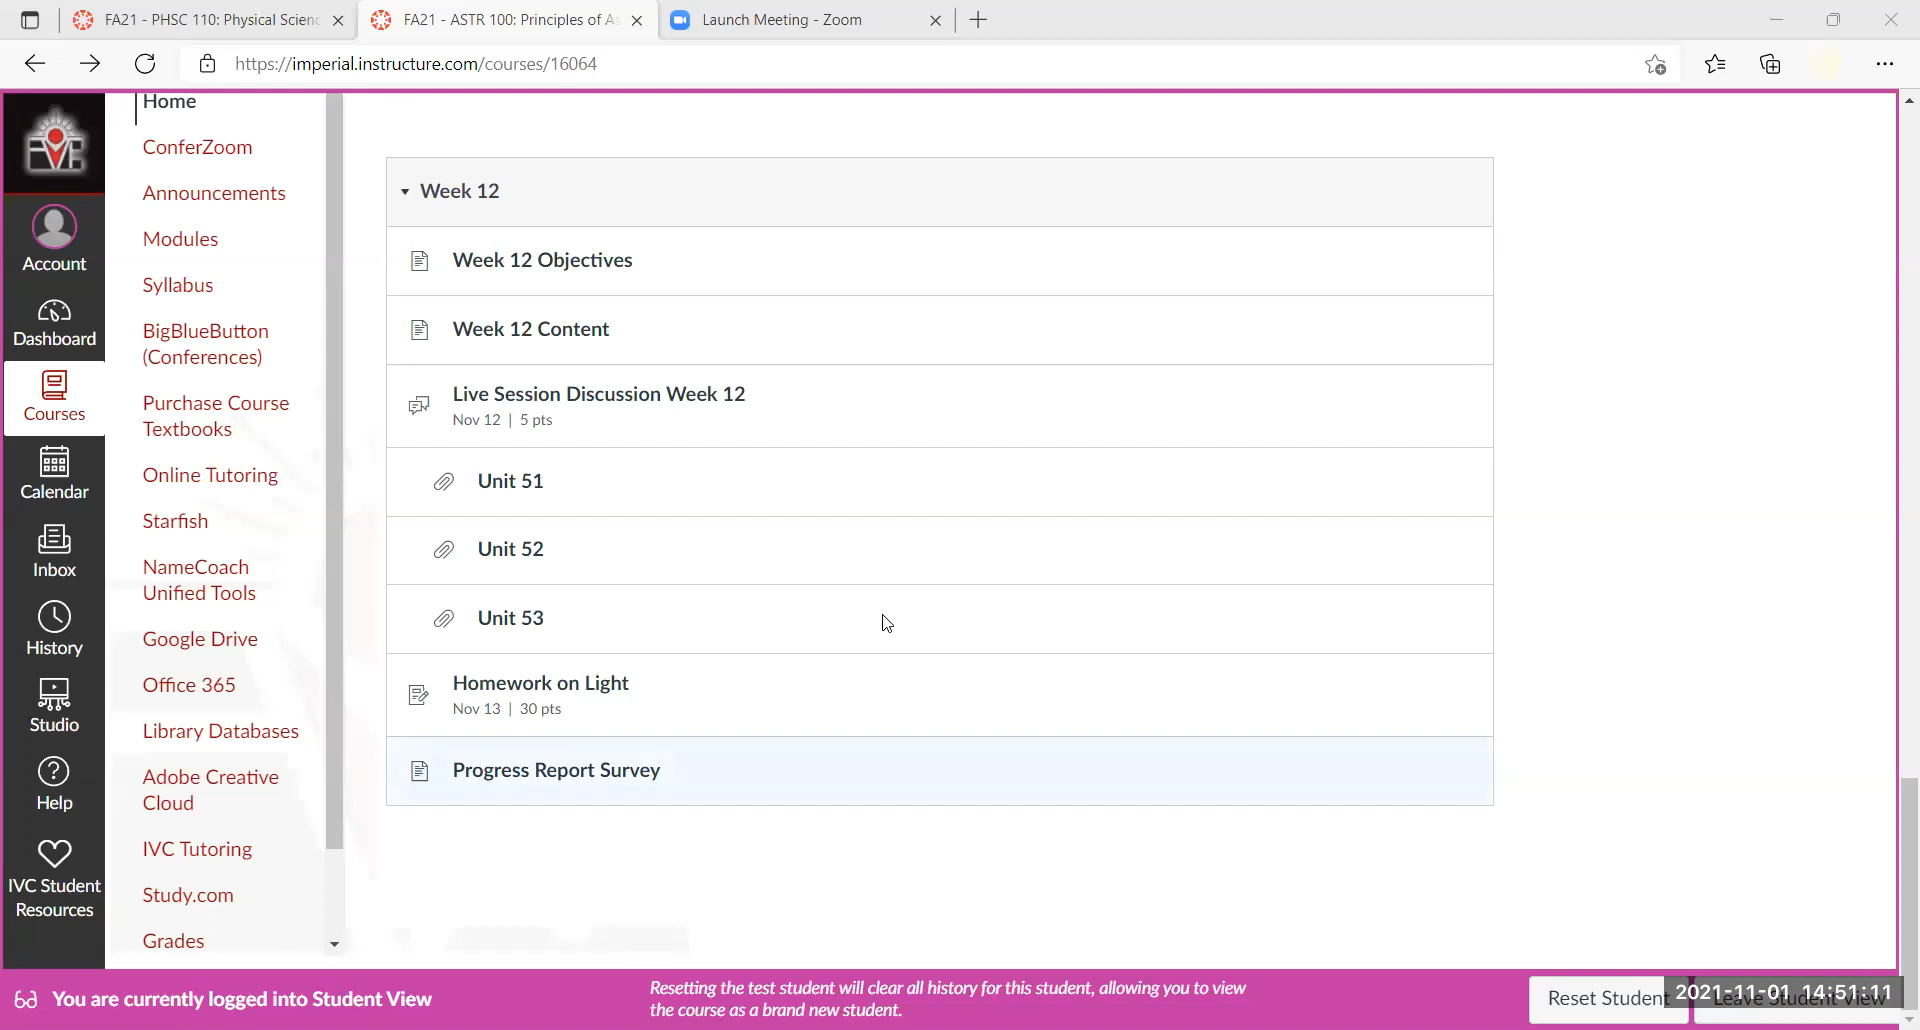 FA21 - PHSC 110: Physical Scienc
FA21 - ASTR 100: Principles of As
Launch Meeting - Zoom
https://imperial.instructure.com/courses/16064
Home
ConferZoom
Announcements
Modules
Syllabus
BigBlueButton
(Conferences)
Purchase Course
Textbooks
Online Tutoring
Starfish
NameCoach
Unified Tools
Google Drive
Office 365
Library Databases
Adobe Creative
Cloud
IVC Tutoring
Study.com
Grades
Account
Dashboard
Courses
Calendar
Inbox
History
Studio
Help
IVC Student
Resources
Week 12
Week 12 Objectives
Week 12 Content
Live Session Discussion Week 12
Nov 12 | 5 pts
Unit 51
Unit 52
Unit 53
Homework on Light
Nov 13 | 30 pts
Progress Report Survey
You are currently logged into Student View
Resetting the test student will clear all history for this student, allowing you to view
the course as a brand new student.
Reset Student
Leave Student View
2021-11-01 14:51:11